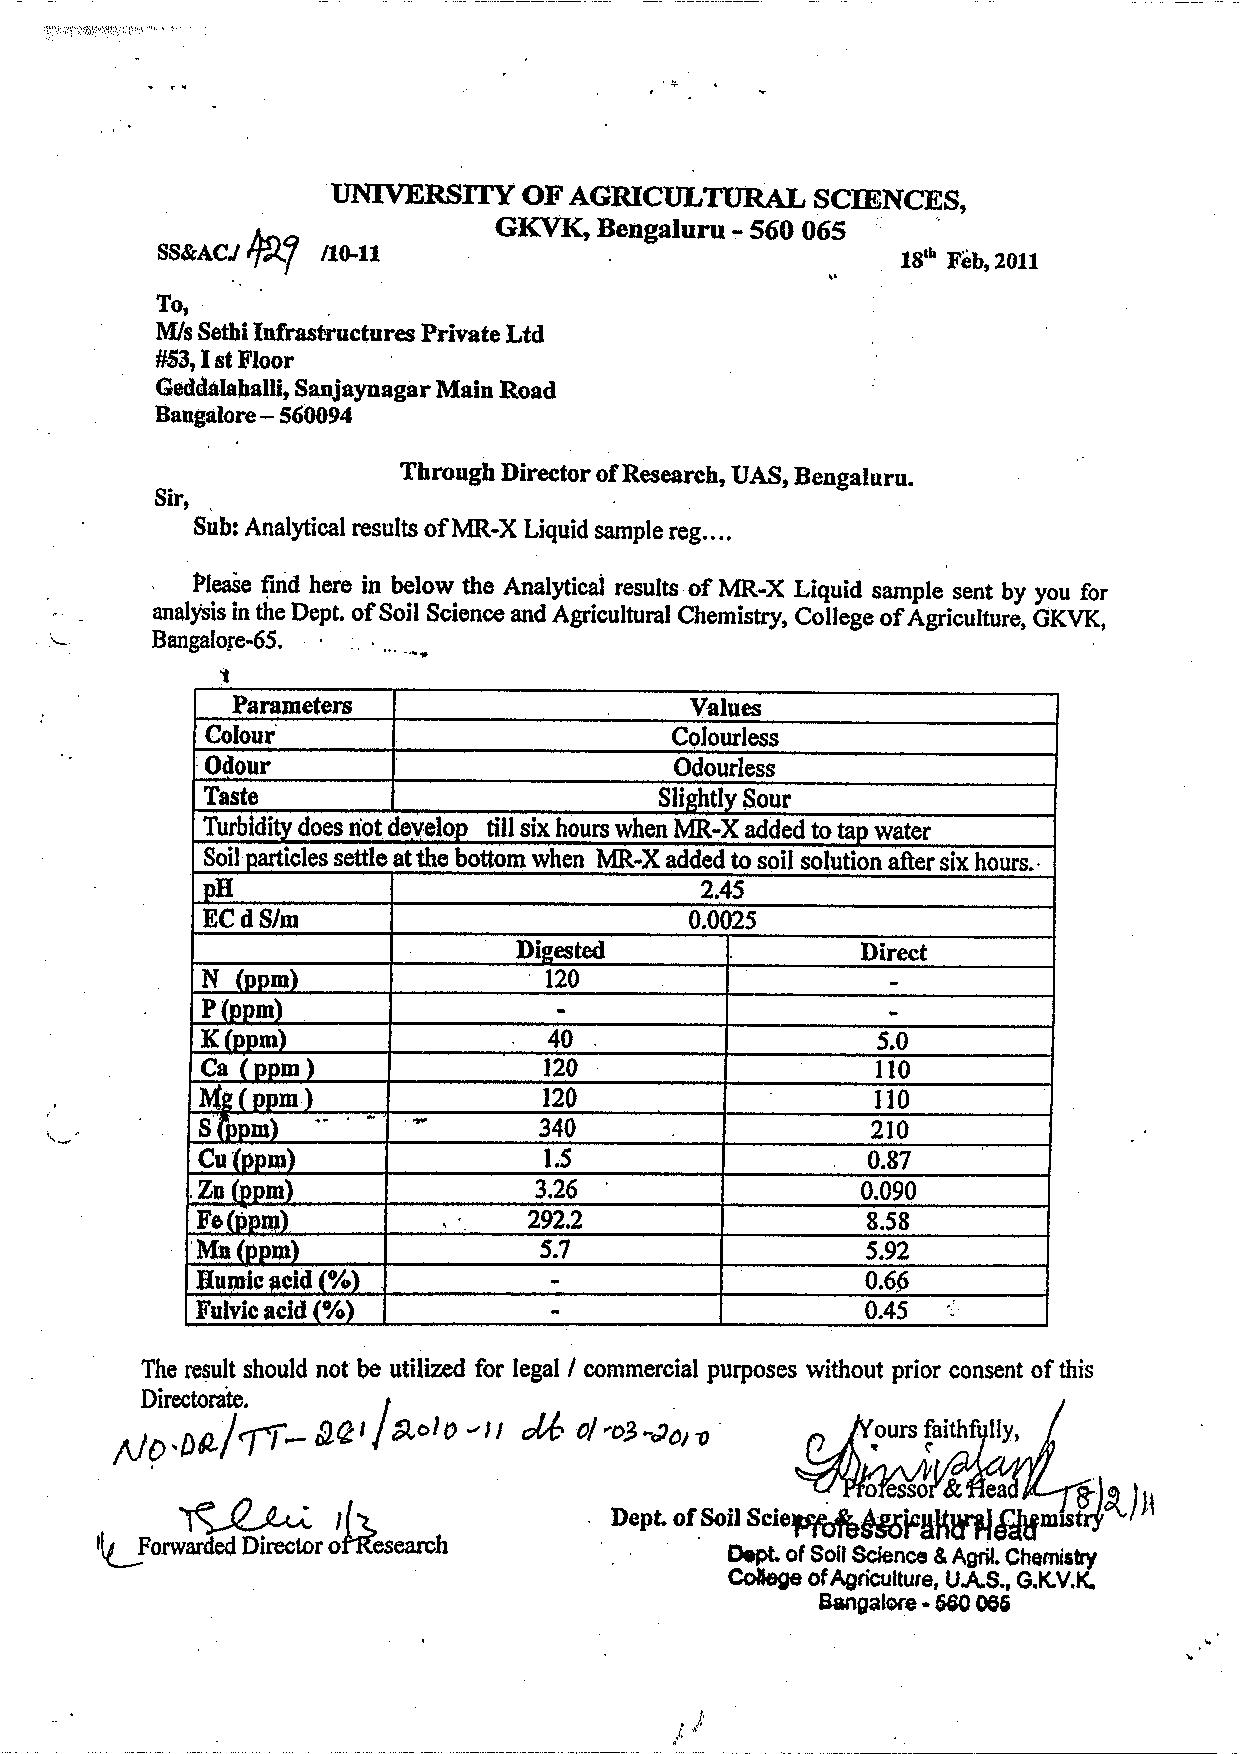 UNIVERSITY OF AGRICULTURAL SCIENCES,
GKVK, Bengaluru - 560 065
SS&AC/ 429 /10-11
18th Feb, 2011
To,
M/s Sethi Infrastructures Private Ltd
#53, I st Floor
Geddalahalli, Sanjaynagar Main Road
Bangalore – 560094
Through Director of Research, UAS, Bengaluru.
Sir,
Sub: Analytical results of MR-X Liquid sample reg....
Please find here in below the Analytical results of MR-X Liquid sample sent by you for
analysis in the Dept. of Soil Science and Agricultural Chemistry, College of Agriculture, GKVK,
Bangalore-65.
Parameters Values
Colour Colourless
Odour Odourless
Taste Slightly Sour
Turbidity does not develop till six hours when MR-X added to tap water
Soil particles settle at the bottom when MR-X added to soil solution after six hours.
pH 2.45
EC d S/m 0.0025
Digested Direct
N (ppm) 120 -
P (ppm) - -
K (ppm) 40 5.0
Ca (ppm) 120 110
Mg (ppm) 120 110
S (ppm) 340 210
Cu (ppm) 1.5 0.87
Zn (ppm) 3.26 0.090
Fe (ppm) 292.2 8.58
Mn (ppm) 5.7 5.92
Humic acid (%) - 0.66
Fulvic acid (%) - 0.45
The result should not be utilized for legal / commercial purposes without prior consent of this
Directorate.
No.DR/TT-281/2010-11 dt 01-03-2010
Yours faithfully,
Professor & Head
18/2/11
Dept. of Soil Science & Agricultural Chemistry
Professor and Head
1/3
Forwarded Director of Research
Dept. of Soil Science & Agril. Chemistry
College of Agriculture, U.A.S., G.K.V.K.
Bangalore - 560 065